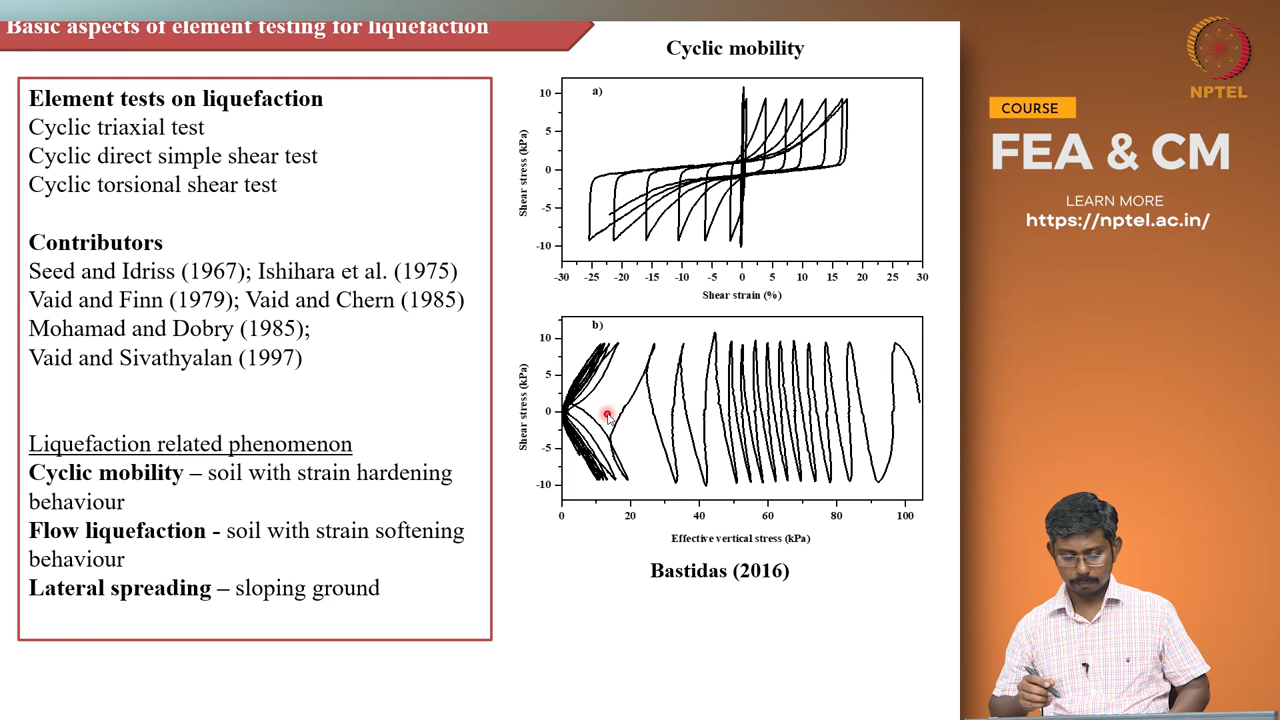 Basic aspects of element testing for liquefaction
Element tests on liquefaction
Cyclic triaxial test
Cyclic direct simple shear test
Cyclic torsional shear test
Contributors
Seed and Idriss (1967); Ishihara et al. (1975)
Vaid and Finn (1979); Vaid and Chern (1985)
Mohamad and Dobry (1985);
Vaid and Sivathyalan (1997)
Liquefaction related phenomenon
Cyclic mobility – soil with strain hardening
behaviour
Flow liquefaction - soil with strain softening
behaviour
Lateral spreading – sloping ground
Cyclic mobility
a)
10
5
0
-5
-10
Shear stress (kPa)
-30 -25 -20 -15 -10 -5 0 5 10 15 20 25 30
Shear strain (%)
b)
10
5
0
-5
-10
Shear stress (kPa)
0 20 40 60 80 100
Effective vertical stress (kPa)
Bastidas (2016)
NPTEL
COURSE
FEA & CM
LEARN MORE
https://nptel.ac.in/